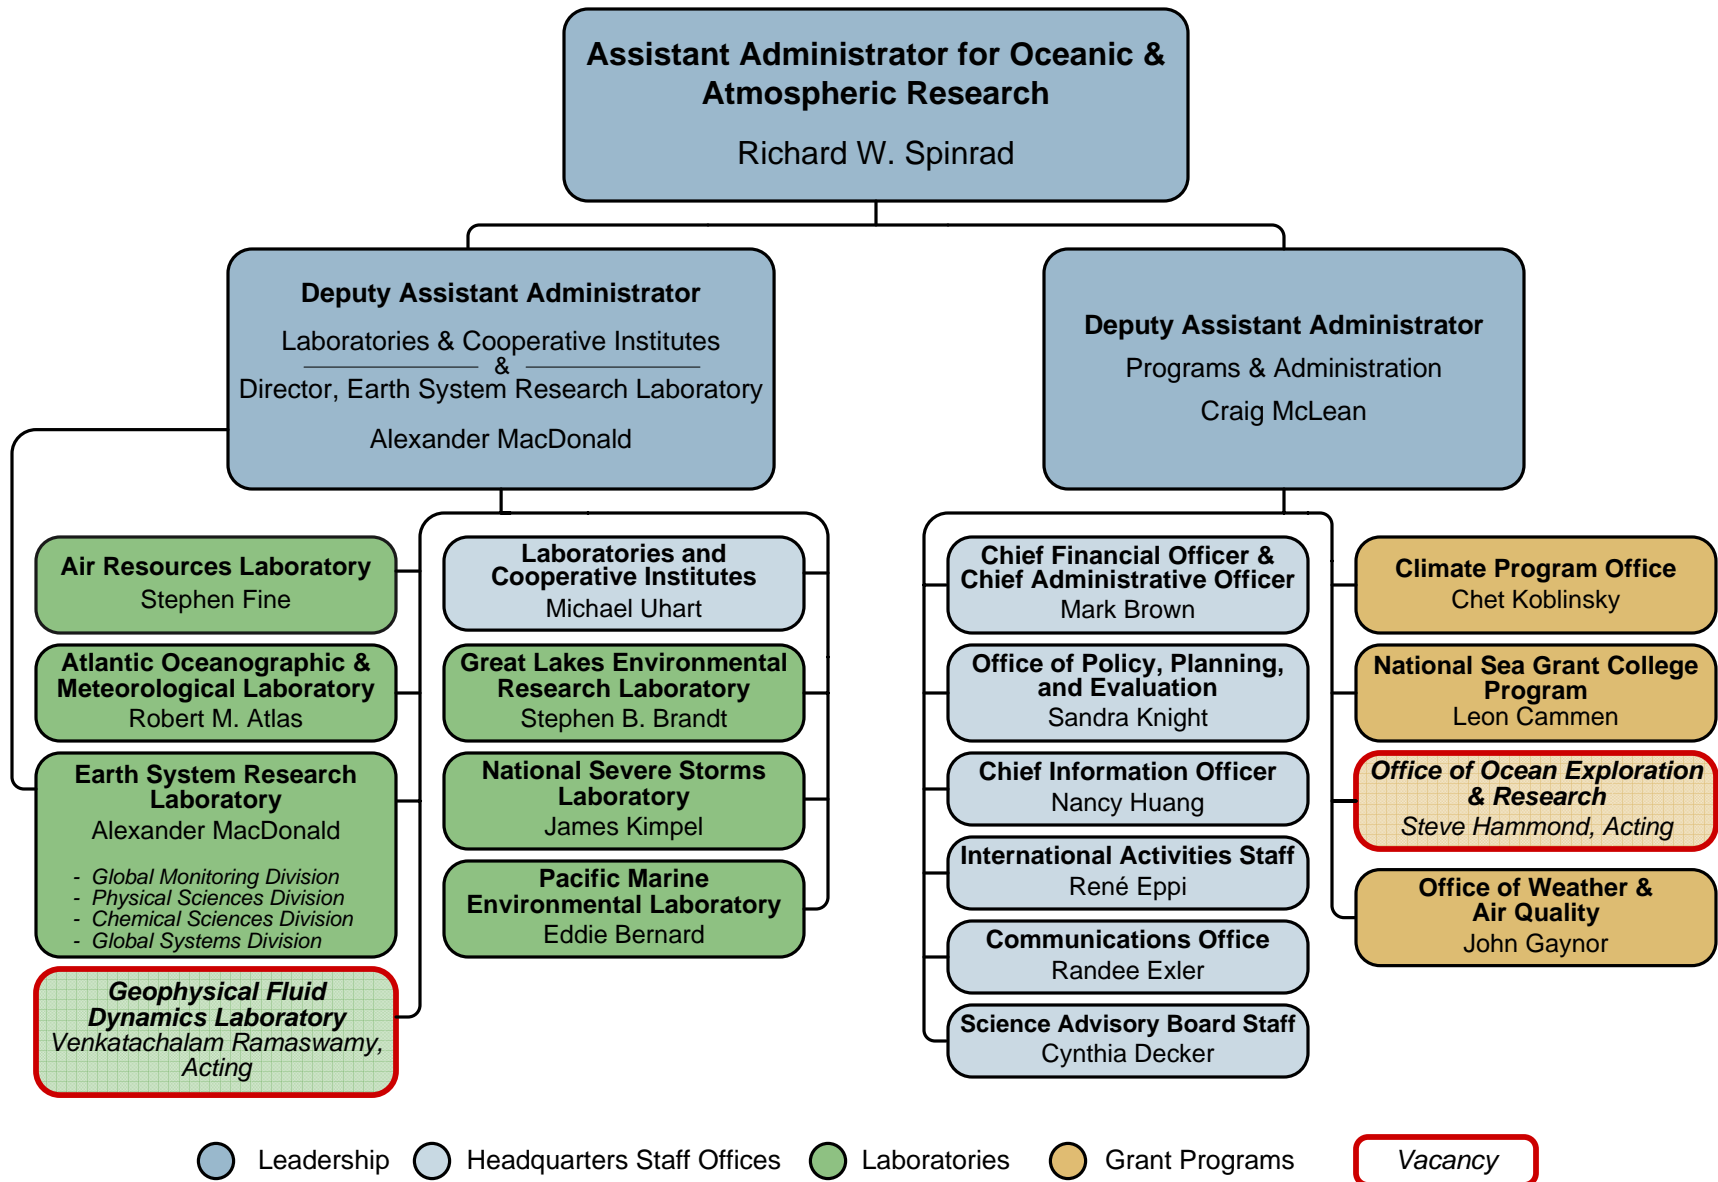 Assistant Administrator for Oceanic &
Atmospheric Research
Richard W. Spinrad
Deputy Assistant Administrator
Laboratories & Cooperative Institutes
&
Director, Earth System Research Laboratory
Alexander MacDonald
Deputy Assistant Administrator
Programs & Administration
Craig McLean
Air Resources Laboratory
Stephen Fine
Atlantic Oceanographic &
Meteorological Laboratory
Robert M. Atlas
Earth System Research
Laboratory
Alexander MacDonald
- Global Monitoring Division
- Physical Sciences Division
- Chemical Sciences Division
- Global Systems Division
Geophysical Fluid
Dynamics Laboratory
Venkatachalam Ramaswamy,
Acting
Laboratories and
Cooperative Institutes
Michael Uhart
Great Lakes Environmental
Research Laboratory
Stephen B. Brandt
National Severe Storms
Laboratory
James Kimpel
Pacific Marine
Environmental Laboratory
Eddie Bernard
Chief Financial Officer &
Chief Administrative Officer
Mark Brown
Office of Policy, Planning,
and Evaluation
Sandra Knight
Chief Information Officer
Nancy Huang
International Activities Staff
René Eppi
Communications Office
Randee Exler
Science Advisory Board Staff
Cynthia Decker
Climate Program Office
Chet Koblinsky
National Sea Grant College
Program
Leon Cammen
Office of Ocean Exploration
& Research
Steve Hammond, Acting
Office of Weather &
Air Quality
John Gaynor
Leadership
Headquarters Staff Offices
Laboratories
Grant Programs
Vacancy